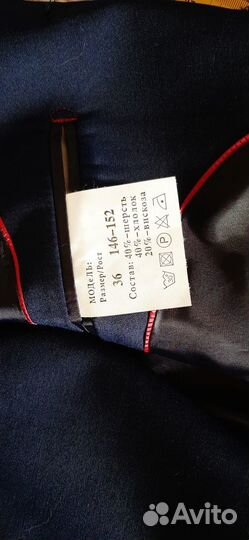 МОДЕЛЬ:
Размер/Рост
36 146-152
Состав: 40%-шерсть
40%-хлопок
20%-вискоза
P
Avito